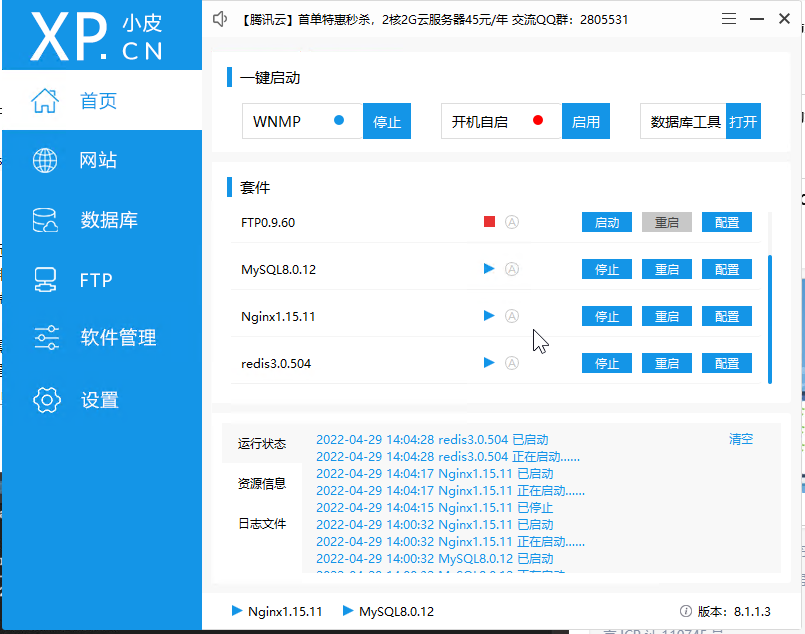 XP.CN 小皮
【腾讯云】首单特惠秒杀，2核2G云服务器45元/年 交流QQ群：2805531
首页
网站
数据库
FTP
软件管理
设置
一键启动
WNMP 停止 开机自启 启用 数据库工具 打开
套件
FTP0.9.60 A 启动 重启 配置
MySQL8.0.12 A 停止 重启 配置
Nginx1.15.11 A 停止 重启 配置
redis3.0.504 A 停止 重启 配置
运行状态
资源信息
日志文件
清空
2022-04-29 14:04:28 redis3.0.504 已启动
2022-04-29 14:04:28 redis3.0.504 正在启动......
2022-04-29 14:04:17 Nginx1.15.11 已启动
2022-04-29 14:04:17 Nginx1.15.11 正在启动......
2022-04-29 14:04:15 Nginx1.15.11 已停止
2022-04-29 14:00:32 Nginx1.15.11 已启动
2022-04-29 14:00:32 Nginx1.15.11 正在启动......
2022-04-29 14:00:32 MySQL8.0.12 已启动
Nginx1.15.11 MySQL8.0.12 版本：8.1.1.3